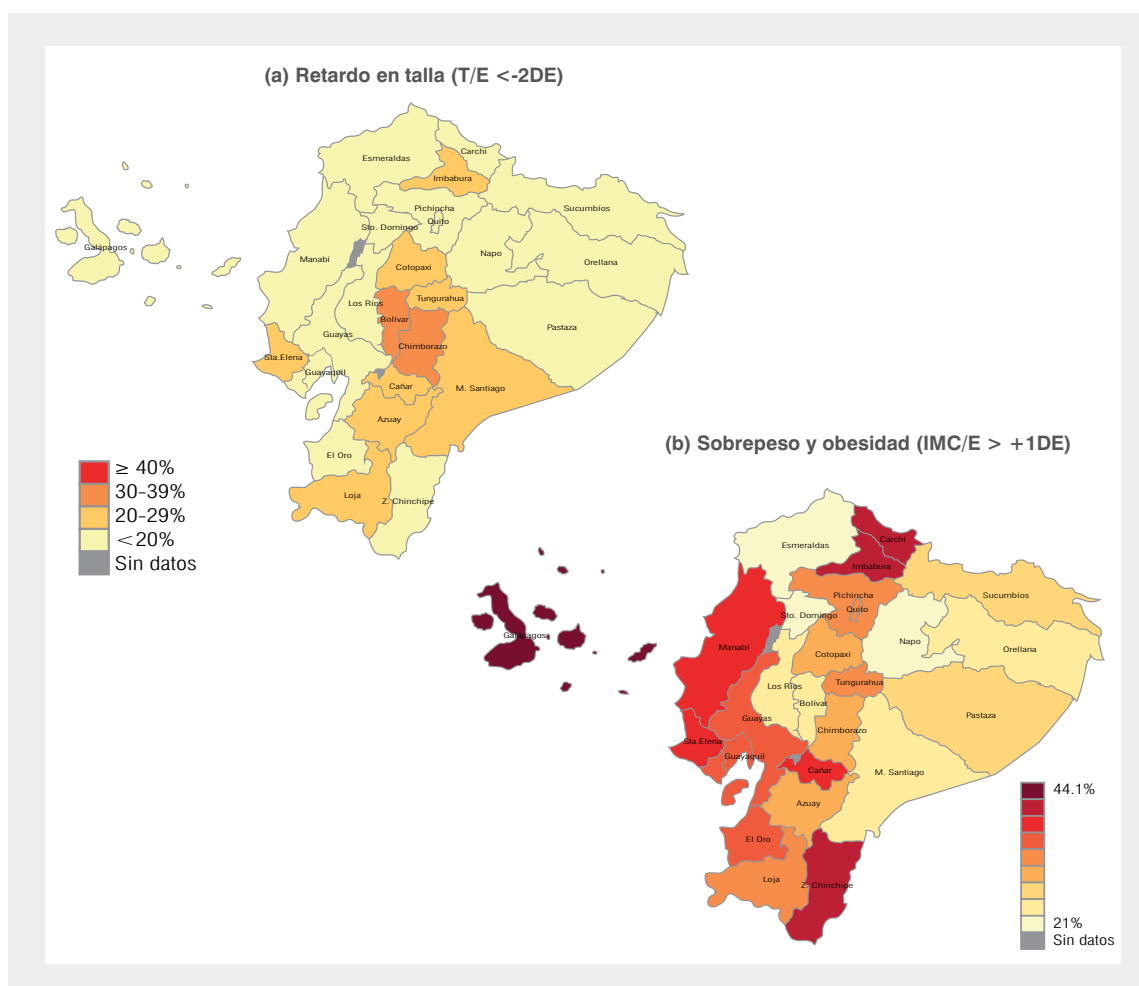 (a) Retardo en talla (T/E <-2DE)
Esmeraldas
Carchi
Imbabura
Sucumbíos
Pichincha
Quito
Sto. Domingo
Galápagos
Manabí
Napo
Orellana
Cotopaxi
Tungurahua
Los Ríos
Bolívar
Pastaza
Guayas
Chimborazo
Sta.Elena
Guayaquil
Cañar
M. Santiago
Azuay
El Oro
Loja
Z. Chinchipe
≥ 40%
30-39%
20-29%
<20%
Sin datos
(b) Sobrepeso y obesidad (IMC/E > +1DE)
Esmeraldas
Carchi
Imbabura
Pichincha
Sucumbíos
Quito
Sto. Domingo
Galápagos
Manabí
Napo
Orellana
Cotopaxi
Tungurahua
Los Ríos
Bolívar
Pastaza
Guayas
Chimborazo
Sta.Elena
Guayaquil
Cañar
M. Santiago
Azuay
El Oro
Loja
Z. Chinchipe
44.1%
21%
Sin datos